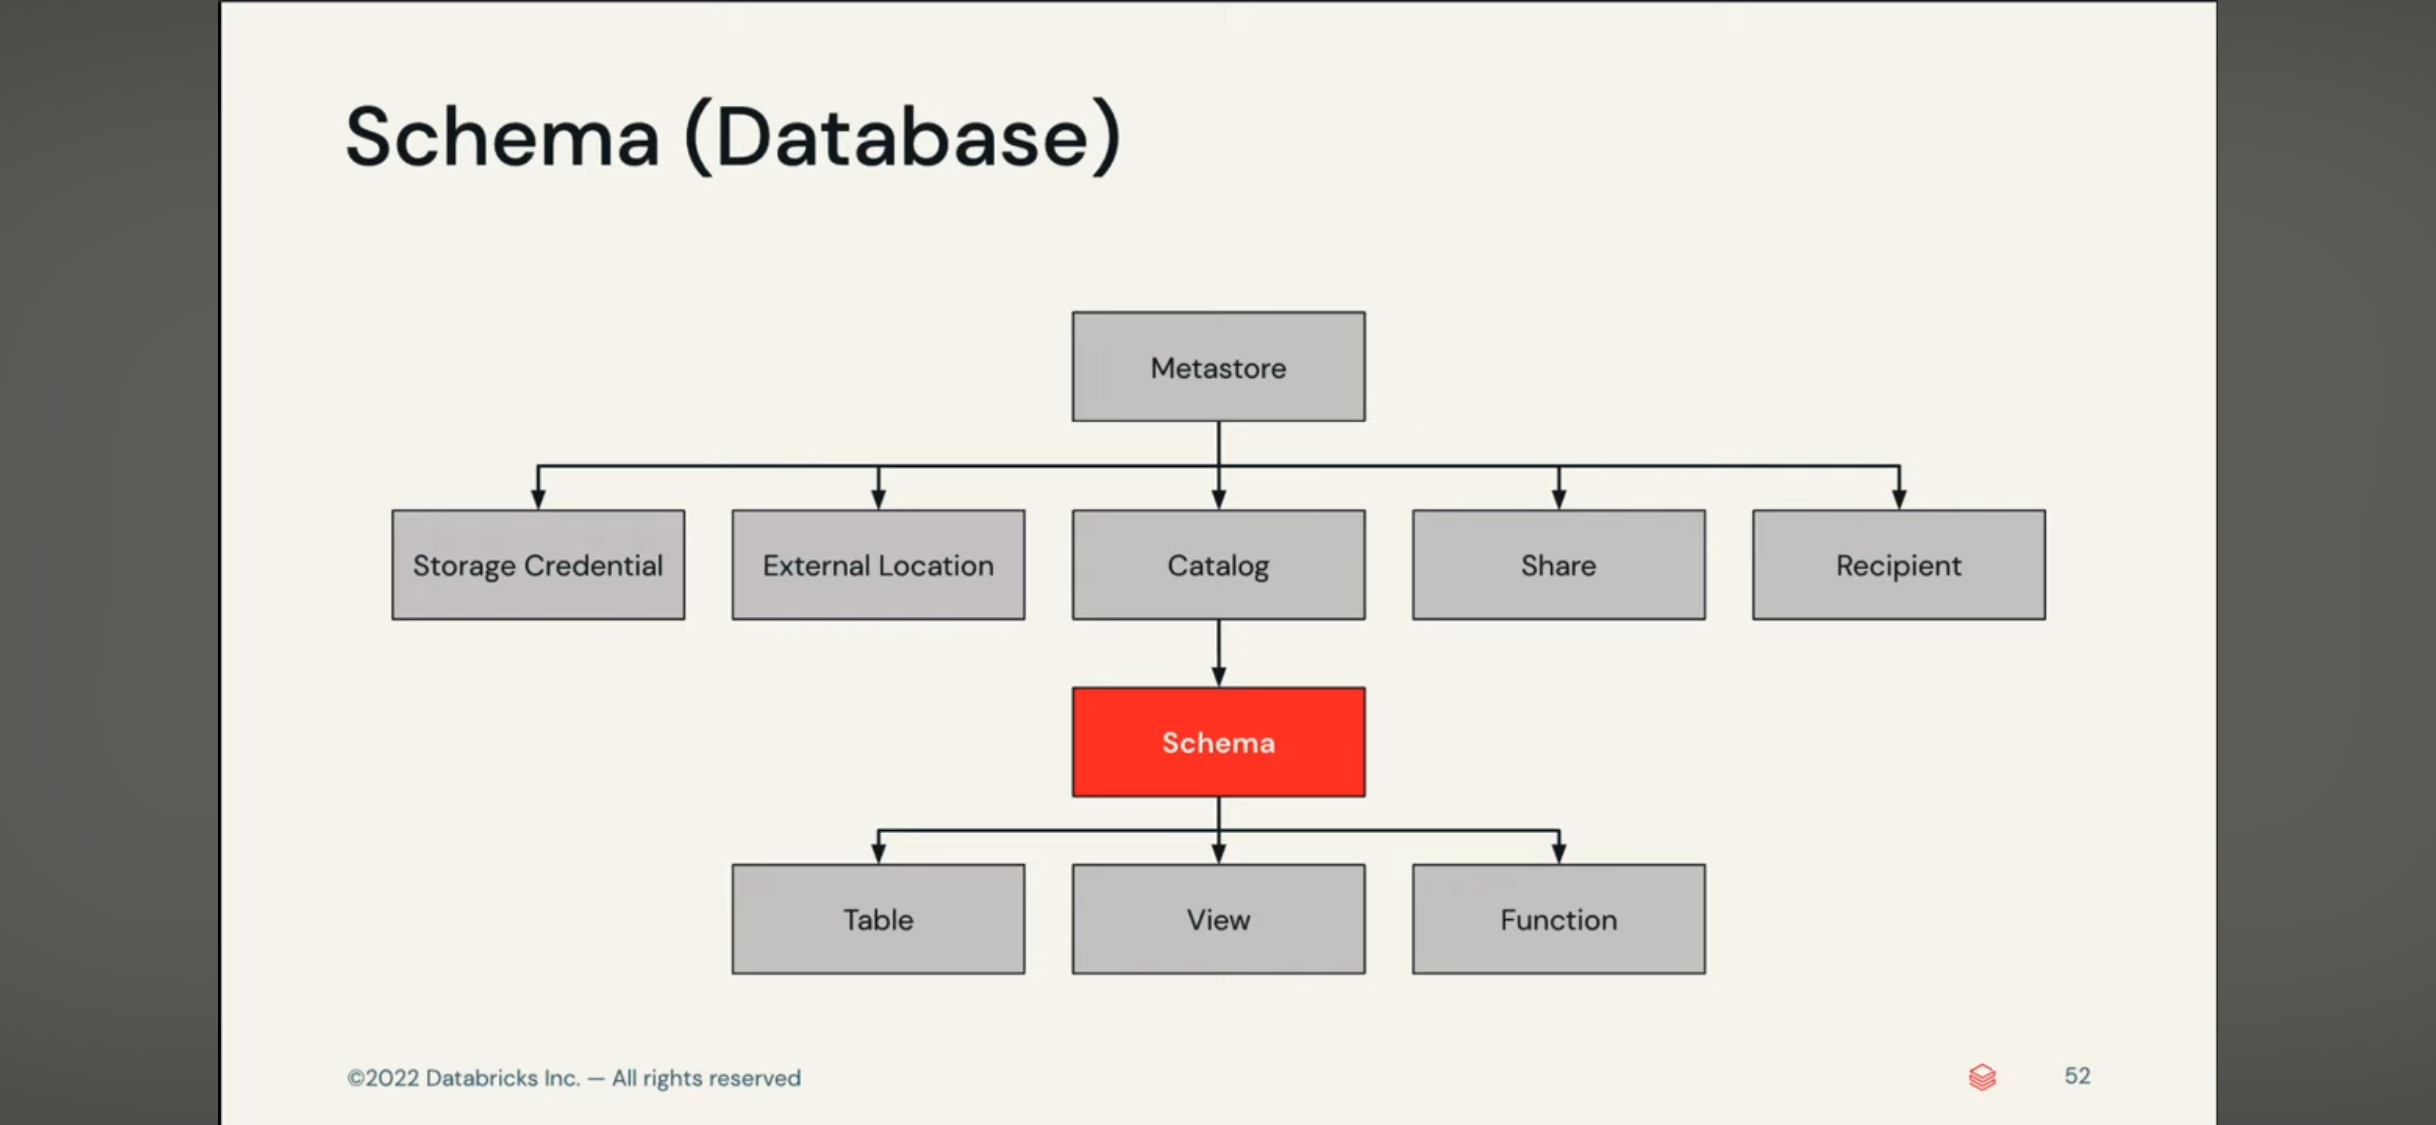 Schema (Database)
Metastore
Storage Credential
External Location
Catalog
Share
Recipient
Schema
Table
View
Function
©2022 Databricks Inc. — All rights reserved
52